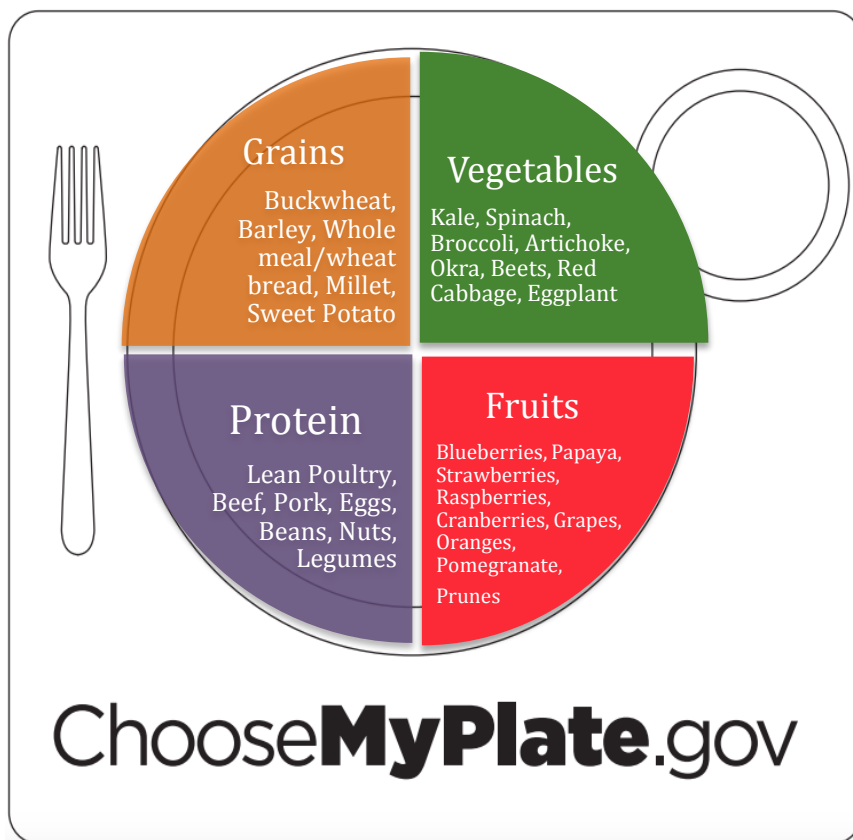 Grains
Buckwheat,
Barley, Whole
meal/wheat
bread, Millet,
Sweet Potato
Vegetables
Kale, Spinach,
Broccoli, Artichoke,
Okra, Beets, Red
Cabbage, Eggplant
Protein
Lean Poultry,
Beef, Pork, Eggs,
Beans, Nuts,
Legumes
Fruits
Blueberries, Papaya,
Strawberries,
Raspberries,
Cranberries, Grapes,
Oranges,
Pomegranate,
Prunes
ChooseMyPlate.gov